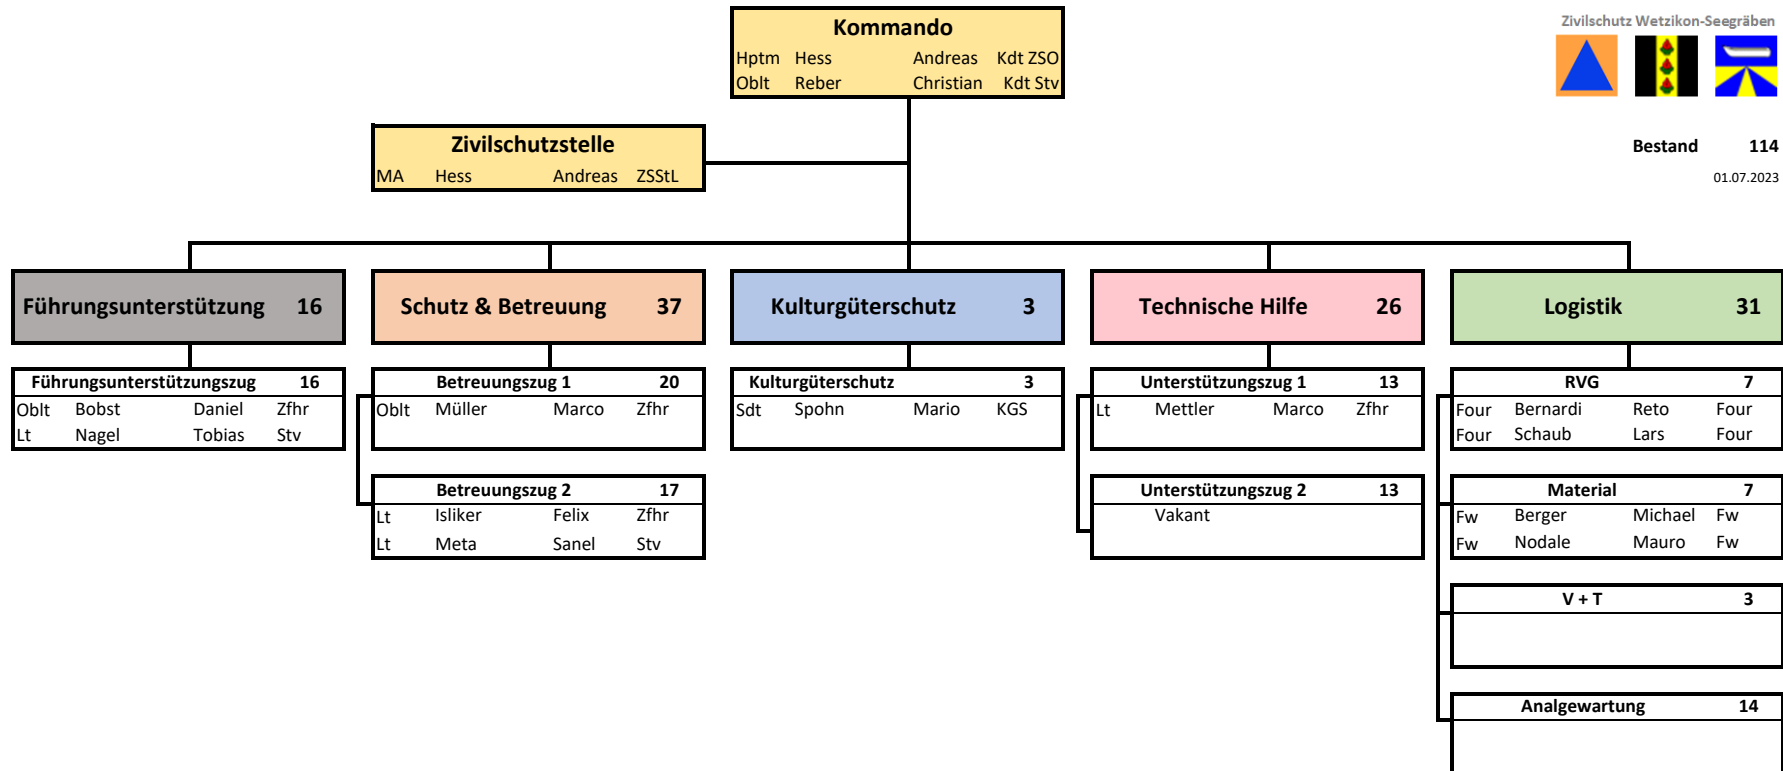 Kommando
Hptm Hess Andreas Kdt ZSO
Oblt Reber Christian Kdt Stv
Zivilschutz Wetzikon-Seegräben
Bestand 114
01.07.2023
Zivilschutzstelle
MA Hess Andreas ZSStL
Führungsunterstützung 16
Führungsunterstützungszug 16
Oblt Bobst Daniel Zfhr
Lt Nagel Tobias Stv
Schutz & Betreuung 37
Betreuungszug 1 20
Oblt Müller Marco Zfhr
Betreuungszug 2 17
Lt Isliker Felix Zfhr
Lt Meta Sanel Stv
Kulturgüterschutz 3
Kulturgüterschutz 3
Sdt Spohn Mario KGS
Technische Hilfe 26
Unterstützungszug 1 13
Lt Mettler Marco Zfhr
Unterstützungszug 2 13
Vakant
Logistik 31
RVG 7
Four Bernardi Reto Four
Four Schaub Lars Four
Material 7
Fw Berger Michael Fw
Fw Nodale Mauro Fw
V + T 3
Analgewartung 14